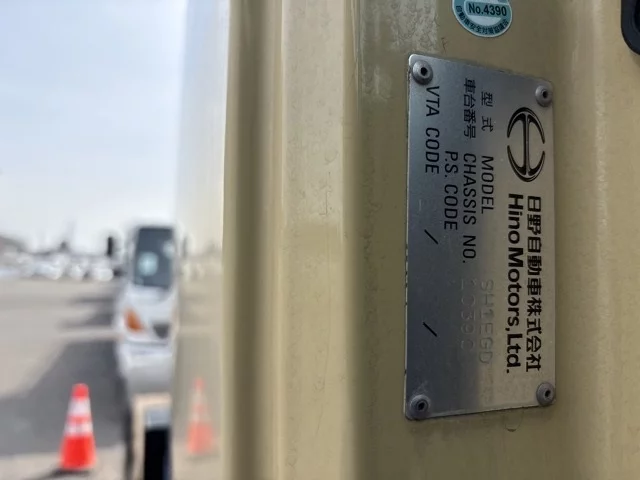 No.4390
日野自動車株式会社
Hino Motors, Ltd.
型式 MODEL SH1EGD
車台番号 CHASSIS NO.
P.S. CODE /
VTA CODE /